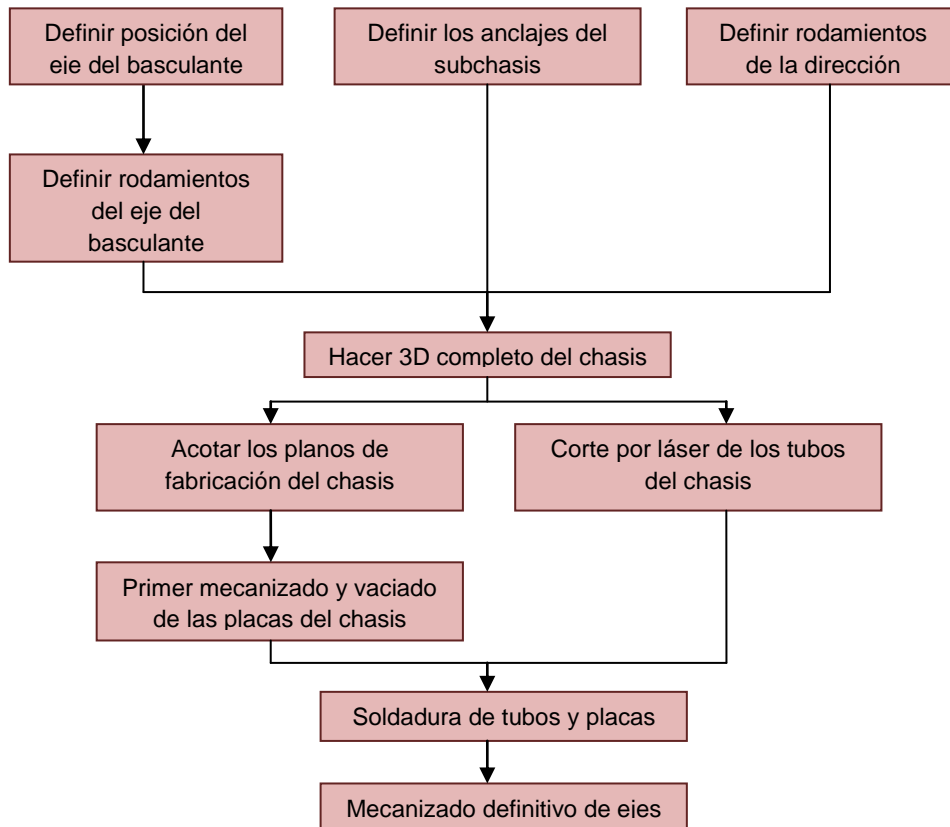 Definir posición del
eje del basculante
Definir los anclajes del
subchasis
Definir rodamientos
de la dirección
Definir rodamientos
del eje del
basculante
Hacer 3D completo del chasis
Acotar los planos de
fabricación del chasis
Corte por láser de los tubos
del chasis
Primer mecanizado y vaciado
de las placas del chasis
Soldadura de tubos y placas
Mecanizado definitivo de ejes